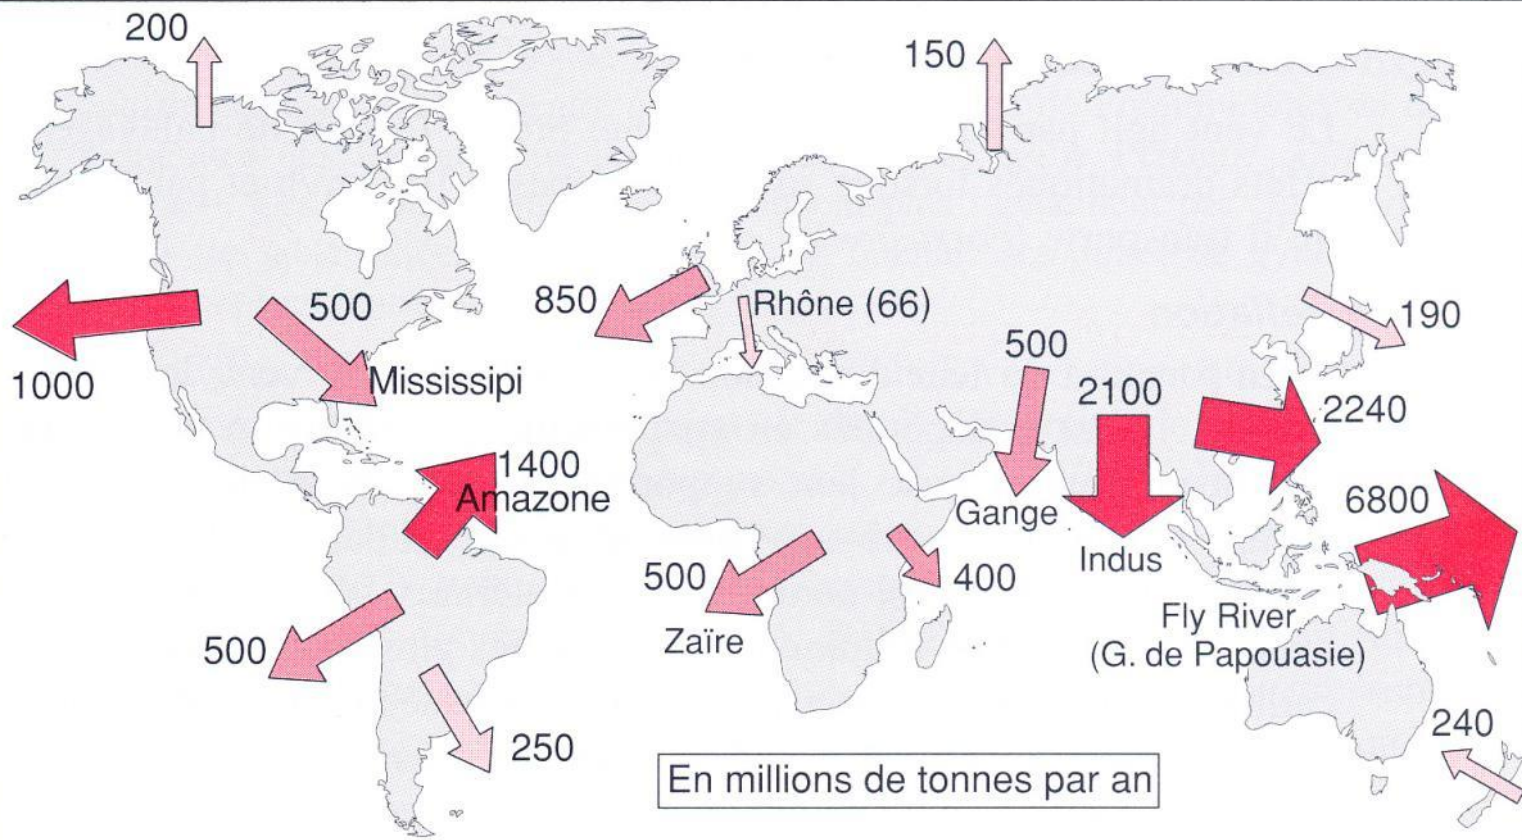 200
150
850
Rhône (66)
500
190
1000
Mississipi
500
2100
2240
1400
Amazone
6800
Gange
Indus
500
400
Zaïre
Fly River
(G. de Papouasie)
500
250
240
En millions de tonnes par an